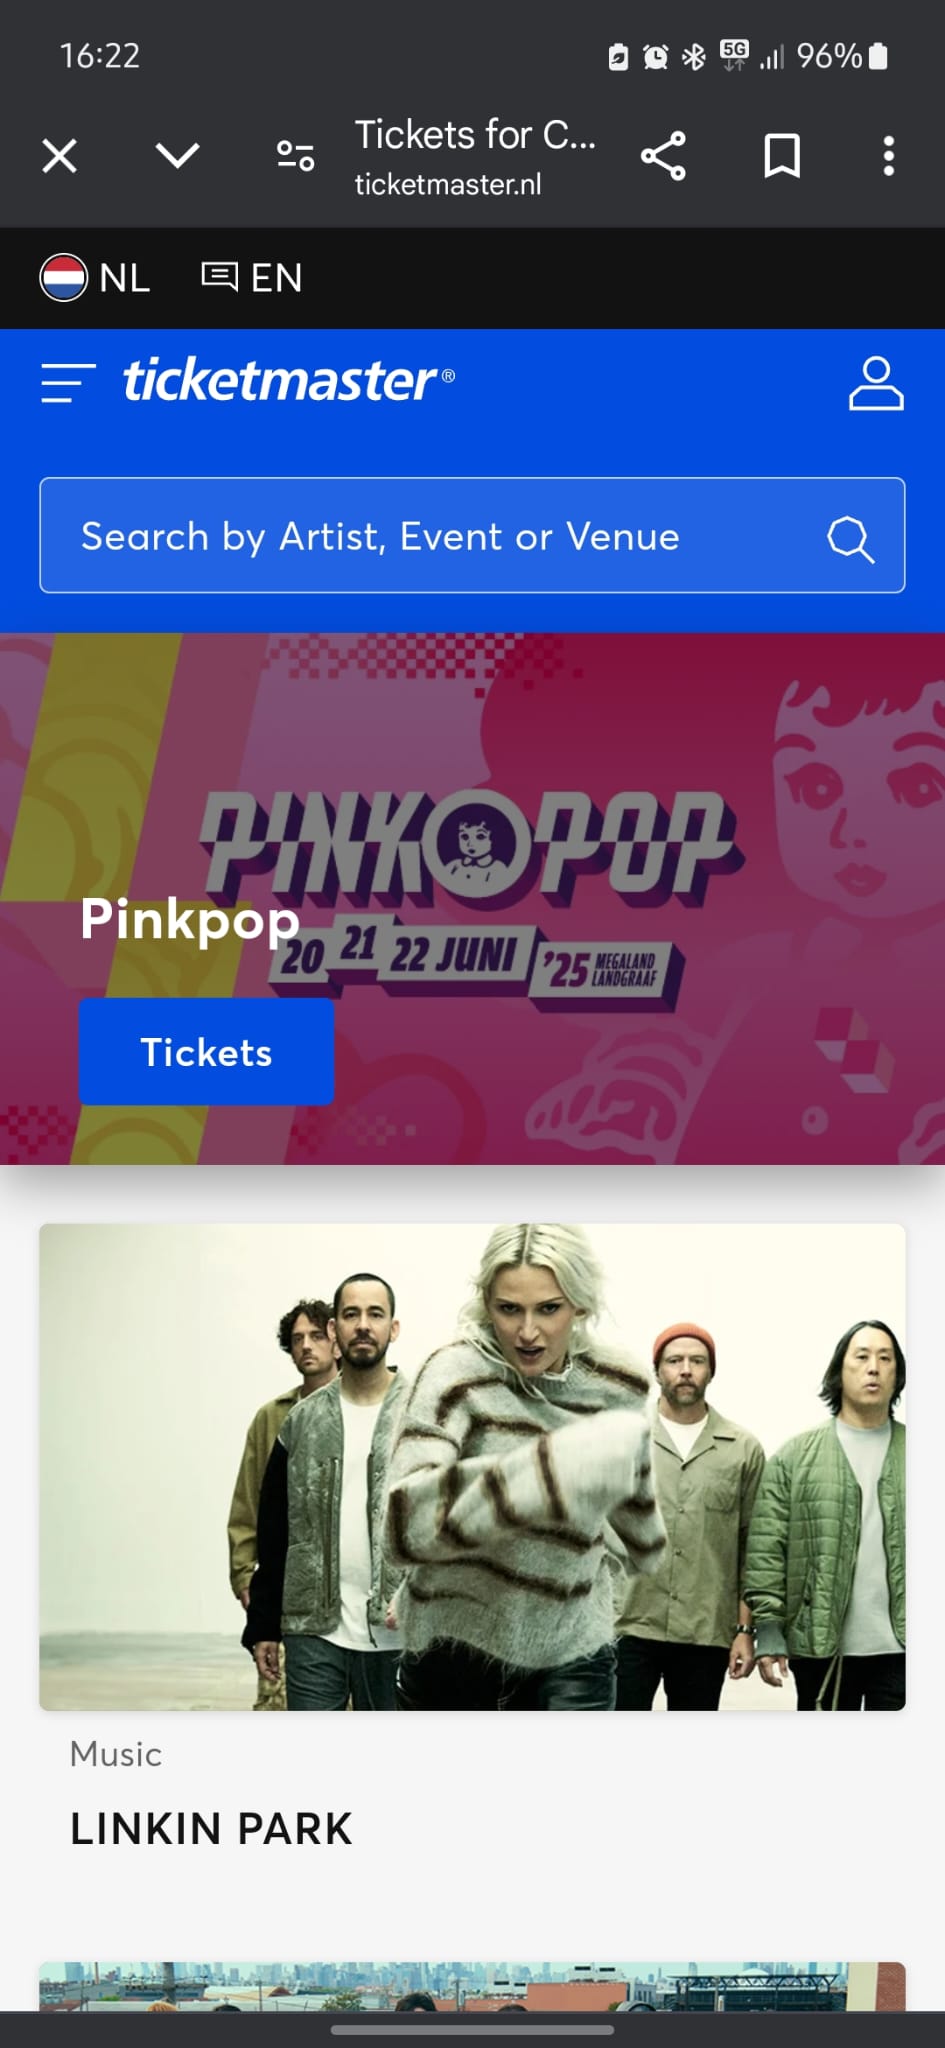 16:22
5G
96%
Tickets for C...
ticketmaster.nl
NL
EN
ticketmaster®
Search by Artist, Event or Venue
PINKPOP
Pinkpop
20 21 22 JUNI '25 MEGALAND
LANDGRAAF
Tickets
Music
LINKIN PARK